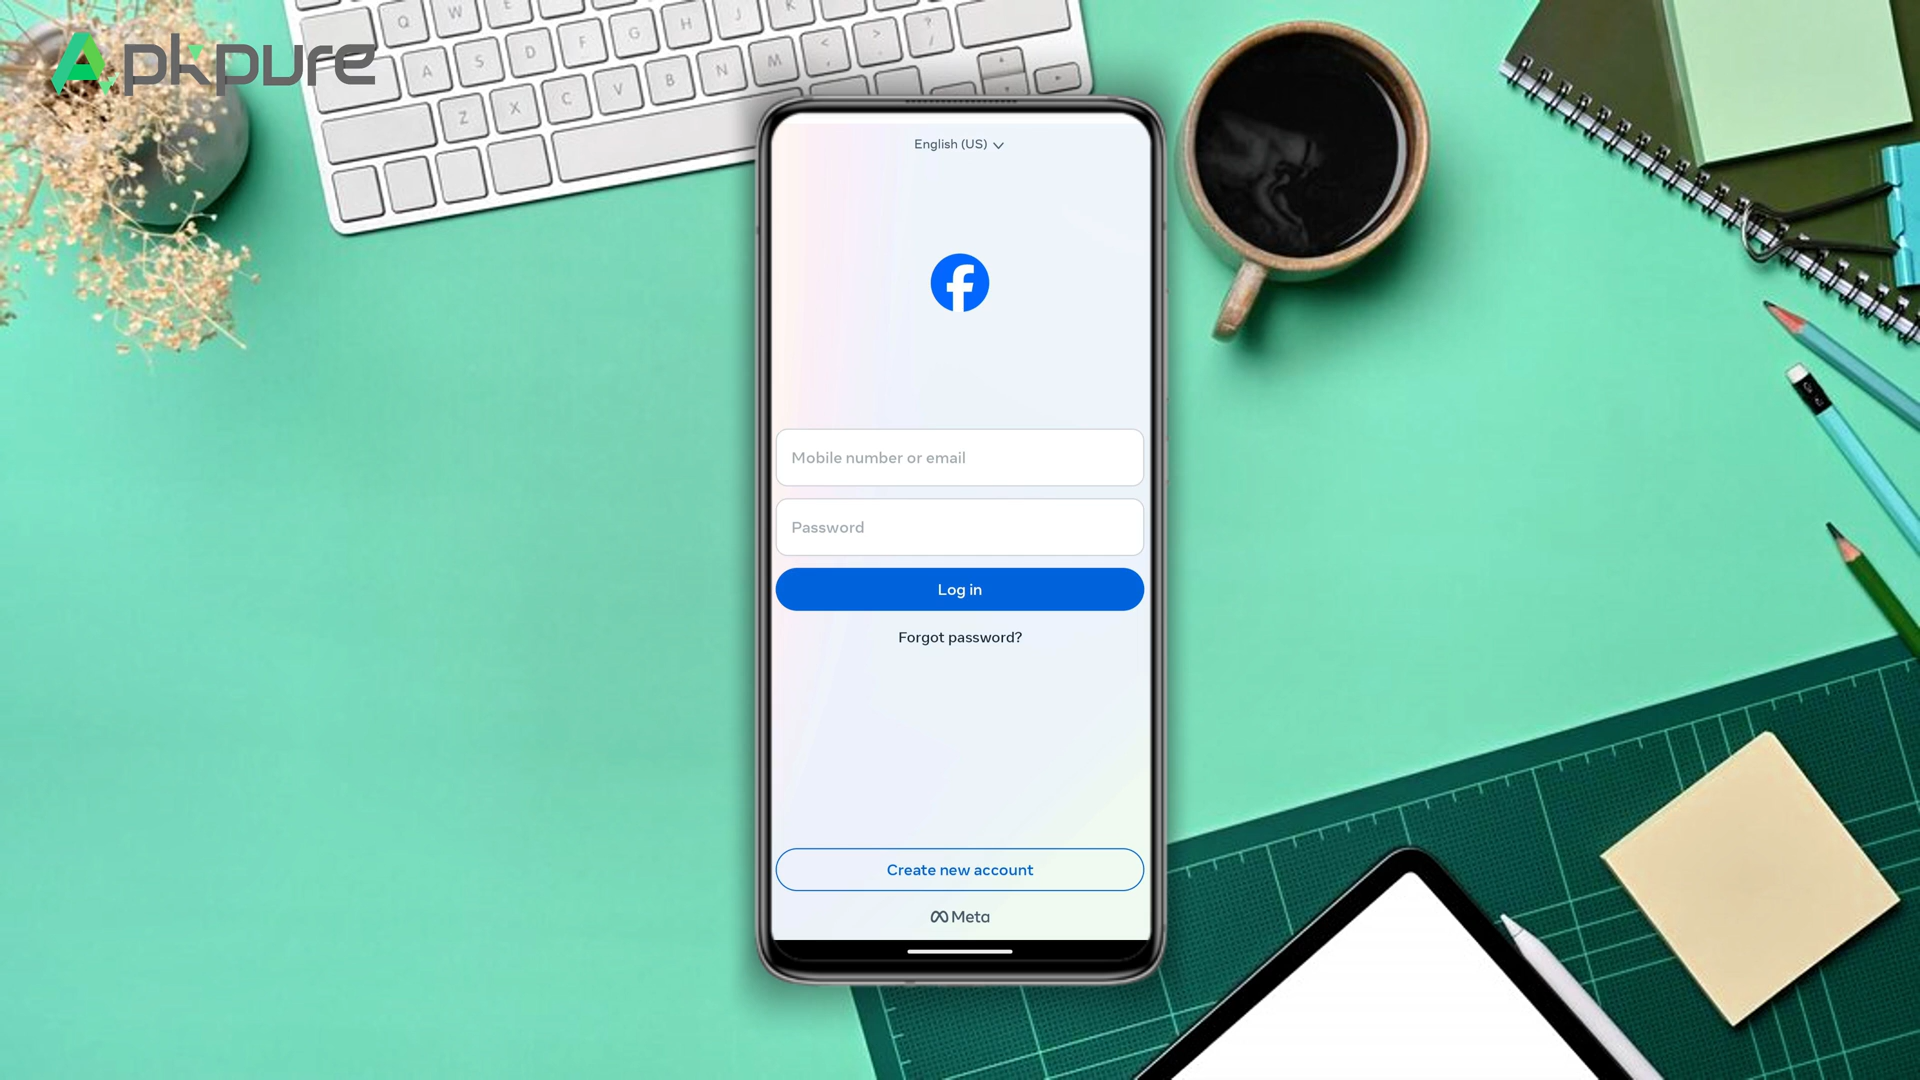 Apkpure
Q W E
A S D F G H J K
Z X C V B N M < , > . ? /
English (US)
Mobile number or email
Password
Log in
Forgot password?
Create new account
Meta